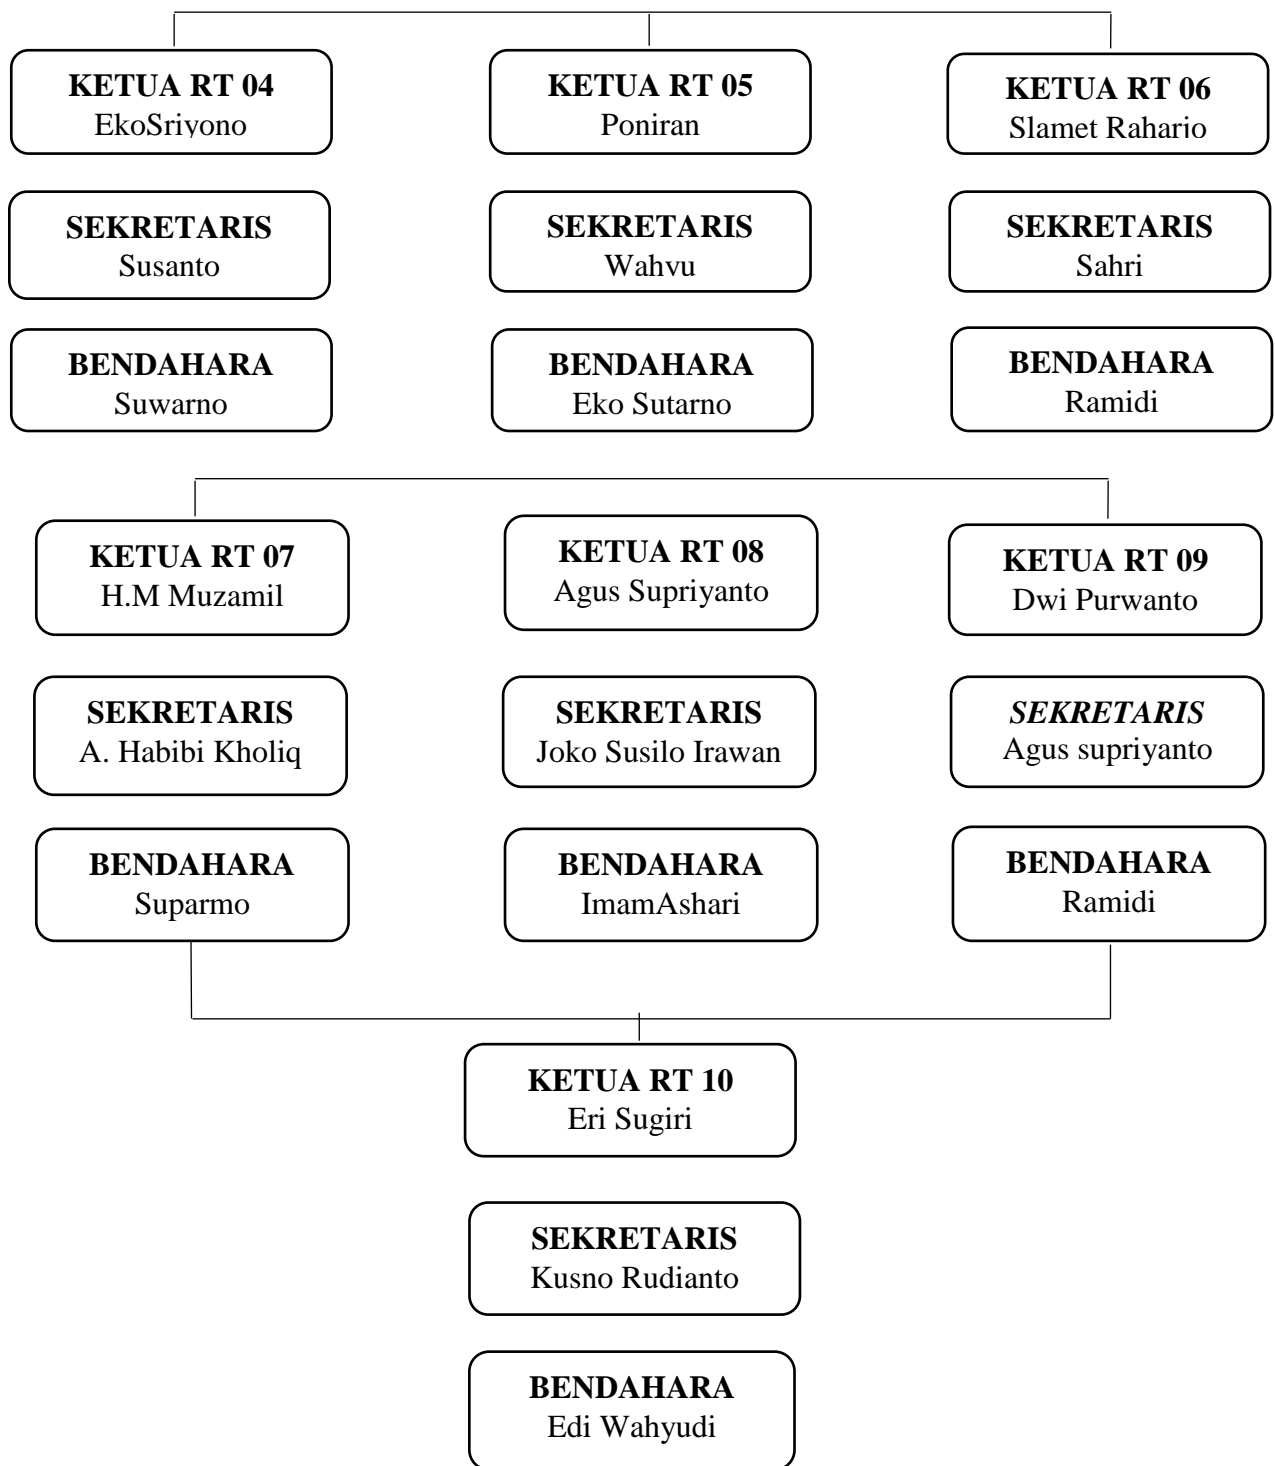 KETUA RT 04
EkoSriyono
KETUA RT 05
Poniran
KETUA RT 06
Slamet Raharjo
SEKRETARIS
Susanto
SEKRETARIS
Wahyu
SEKRETARIS
Sahri
BENDAHARA
Suwarno
BENDAHARA
Eko Sutarno
BENDAHARA
Ramidi
KETUA RT 07
H.M Muzamil
KETUA RT 08
Agus Supriyanto
KETUA RT 09
Dwi Purwanto
SEKRETARIS
A. Habibi Kholiq
SEKRETARIS
Joko Susilo Irawan
SEKRETARIS
Agus supriyanto
BENDAHARA
Suparmo
BENDAHARA
ImamAshari
BENDAHARA
Ramidi
KETUA RT 10
Eri Sugiri
SEKRETARIS
Kusno Rudianto
BENDAHARA
Edi Wahyudi